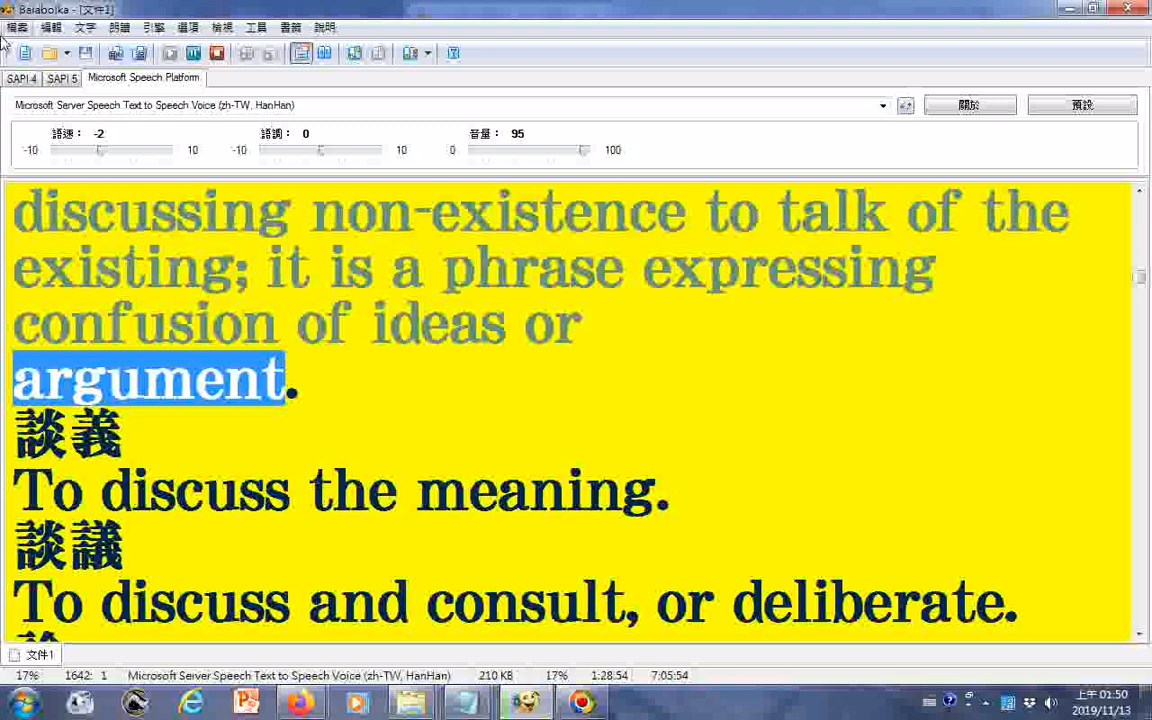 Balabolka - [文件1]
檔案 編輯 文字 朗讀 引擎 選項 檢視 工具 書籤 說明
SAPI 4 SAPI 5 Microsoft Speech Platform
Microsoft Server Speech Text to Speech Voice (zh-TW, HanHan) 關於 預設
語速： -2 語調： 0 音量： 95
-10 10 -10 10 0 100
discussing non-existence to talk of the
existing; it is a phrase expressing
confusion of ideas or
argument.
談義
To discuss the meaning.
談議
To discuss and consult, or deliberate.
文件1
17% 1642: 1 Microsoft Server Speech Text to Speech Voice (zh-TW, HanHan) 210 KB 17% 1:28:54 7:05:54
上午 01:50
2019/11/13